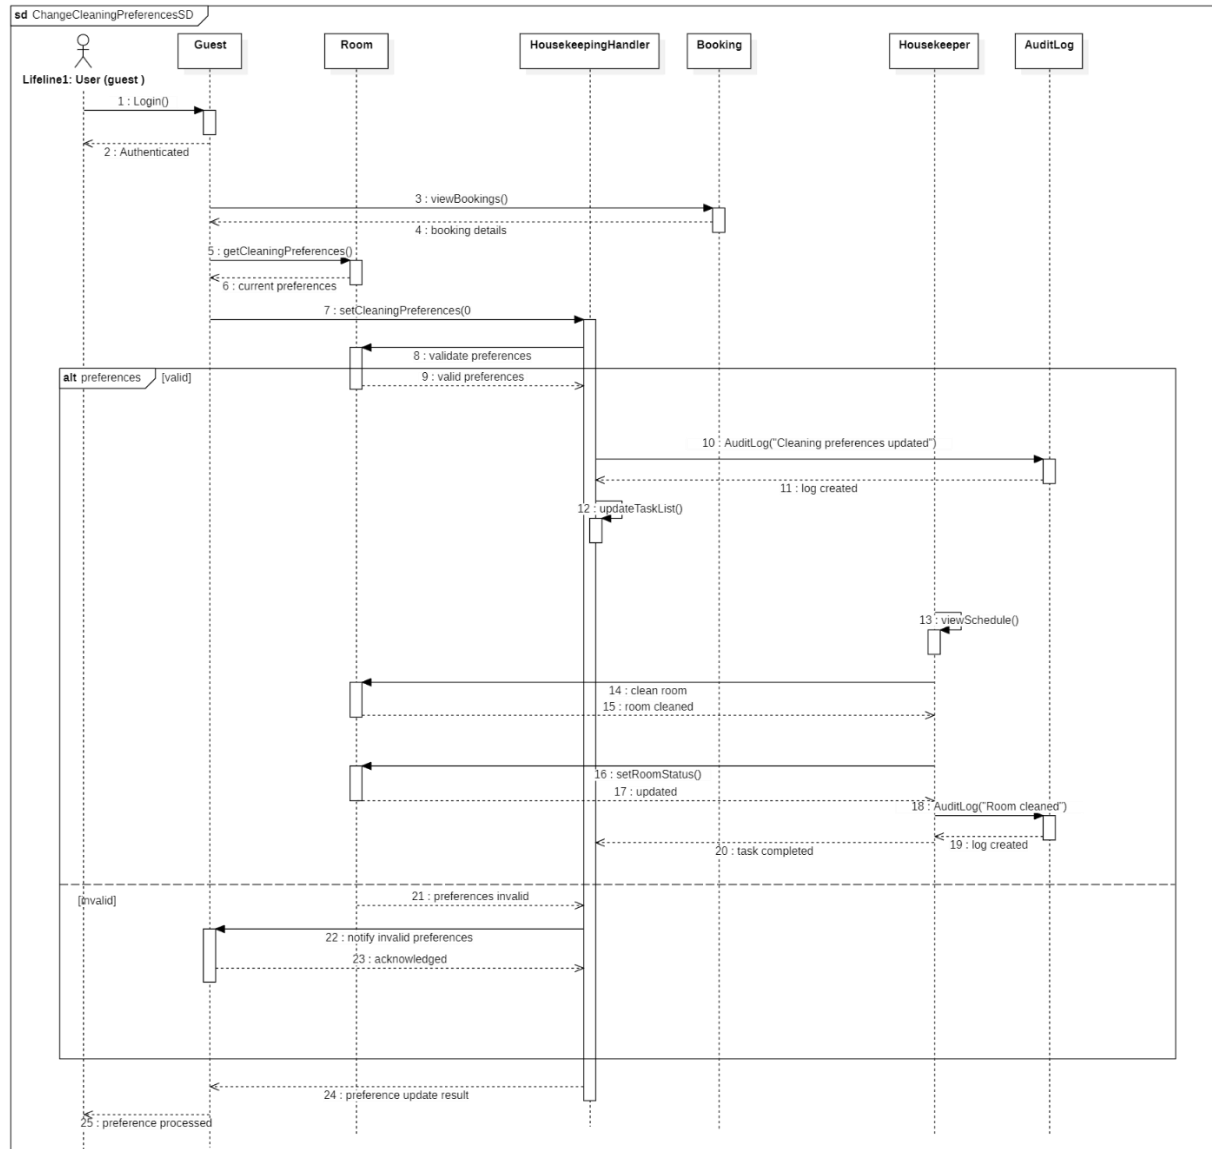 sd ChangeCleaningPreferencesSD
Guest
Room
HousekeepingHandler
Booking
Housekeeper
AuditLog
Lifeline1: User (guest )
1 : Login()
2 : Authenticated
3 : viewBookings()
4 : booking details
5 : getCleaningPreferences()
6 : current preferences
7 : setCleaningPreferences(0
8 : validate preferences
alt preferences [valid]
9 : valid preferences
10 : AuditLog("Cleaning preferences updated")
11 : log created
12 : updateTaskList()
13 : viewSchedule()
14 : clean room
15 : room cleaned
16 : setRoomStatus()
17 : updated
18 : AuditLog("Room cleaned")
19 : log created
20 : task completed
[invalid]
21 : preferences invalid
22 : notify invalid preferences
23 : acknowledged
24 : preference update result
25 : preference processed